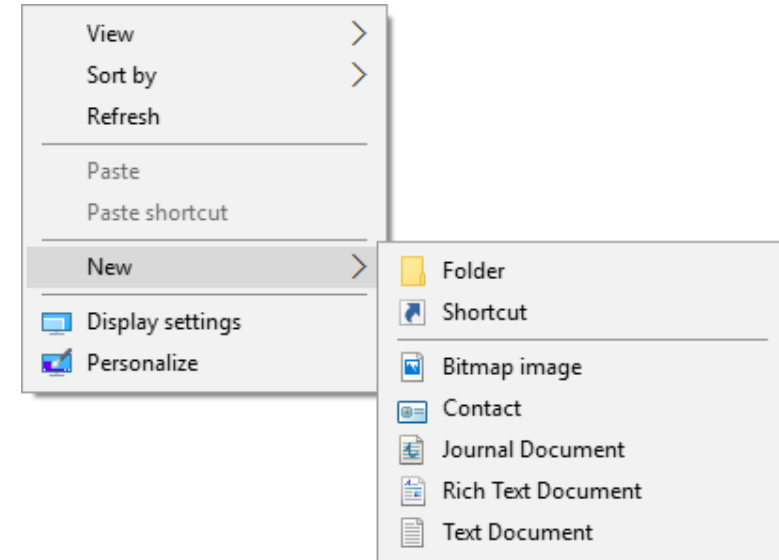 View
Sort by
Refresh
Paste
Paste shortcut
New
Display settings
Personalize
Folder
Shortcut
Bitmap image
Contact
Journal Document
Rich Text Document
Text Document